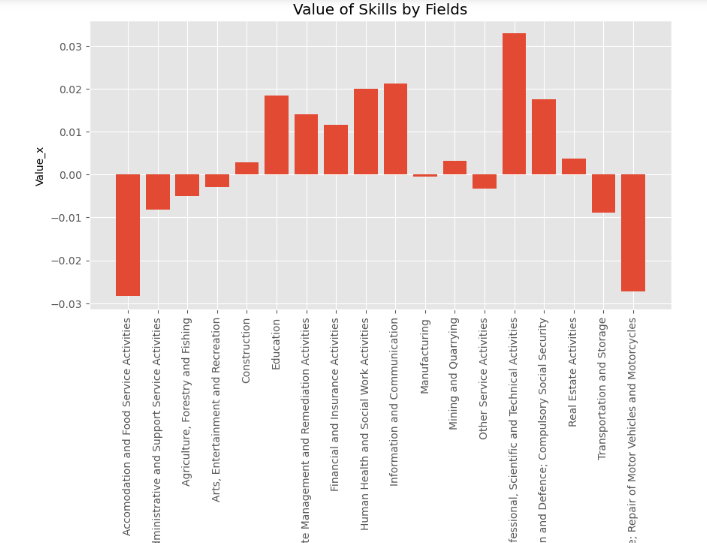 Value of Skills by Fields
Value_x
0.03
0.02
0.01
0.00
−0.01
−0.02
−0.03
Accomodation and Food Service Activities
dministrative and Support Service Activities
Agriculture, Forestry and Fishing
Arts, Entertainment and Recreation
Construction
Education
te Management and Remediation Activities
Financial and Insurance Activities
Human Health and Social Work Activities
Information and Communication
Manufacturing
Mining and Quarrying
Other Service Activities
fessional, Scientific and Technical Activities
n and Defence; Compulsory Social Security
Real Estate Activities
Transportation and Storage
e; Repair of Motor Vehicles and Motorcycles